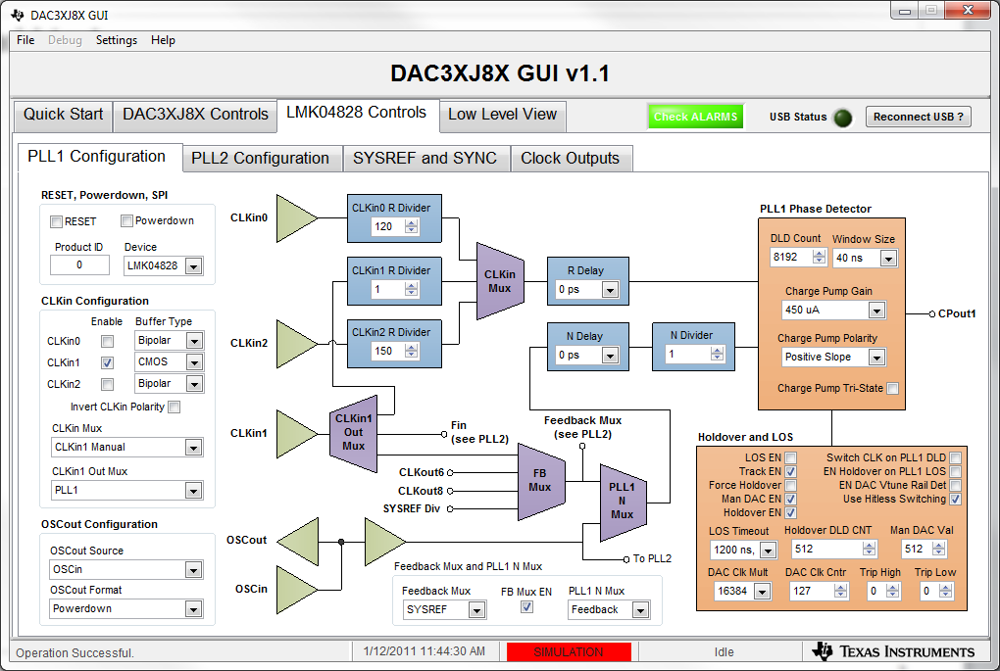 DAC3XJ8X GUI
File Debug Settings Help
DAC3XJ8X GUI v1.1
Quick Start DAC3XJ8X Controls LMK04828 Controls Low Level View
Check ALARMS USB Status Reconnect USB ?
PLL1 Configuration PLL2 Configuration SYSREF and SYNC Clock Outputs
RESET, Powerdown, SPI
RESET Powerdown
Product ID Device
0 LMK04828
CLKin Configuration
Enable Buffer Type
CLKin0 Bipolar
CLKin1 CMOS
CLKin2 Bipolar
Invert CLKin Polarity
CLKin Mux
CLKin1 Manual
CLKin1 Out Mux
PLL1
OSCout Configuration
OSCout Source
OSCin
OSCout Format
Powerdown
CLKin0
CLKin0 R Divider
120
CLKin1 R Divider
1
CLKin2
CLKin2 R Divider
150
CLKin
Mux
R Delay
0 ps
N Delay
0 ps
N Divider
1
CLKin1
CLKin1
Out
Mux
Fin
(see PLL2)
Feedback Mux
(see PLL2)
CLKout6
CLKout8
SYSREF Div
FB
Mux
PLL1
N
Mux
OSCout
OSCin
To PLL2
Feedback Mux and PLL1 N Mux
Feedback Mux FB Mux EN PLL1 N Mux
SYSREF Feedback
PLL1 Phase Detector
DLD Count Window Size
8192 40 ns
Charge Pump Gain
450 uA
Charge Pump Polarity
Positive Slope
Charge Pump Tri-State
CPout1
Holdover and LOS
LOS EN Switch CLK on PLL1 DLD
Track EN EN Holdover on PLL1 LOS
Force Holdover EN DAC Vtune Rail Det
Man DAC EN Use Hitless Switching
Holdover EN
LOS Timeout Holdover DLD CNT Man DAC Val
1200 ns, 512 512
DAC Clk Mult DAC Clk Cntr Trip High Trip Low
16384 127 0 0
Operation Successful. 1/12/2011 11:44:30 AM SIMULATION Idle TEXAS INSTRUMENTS